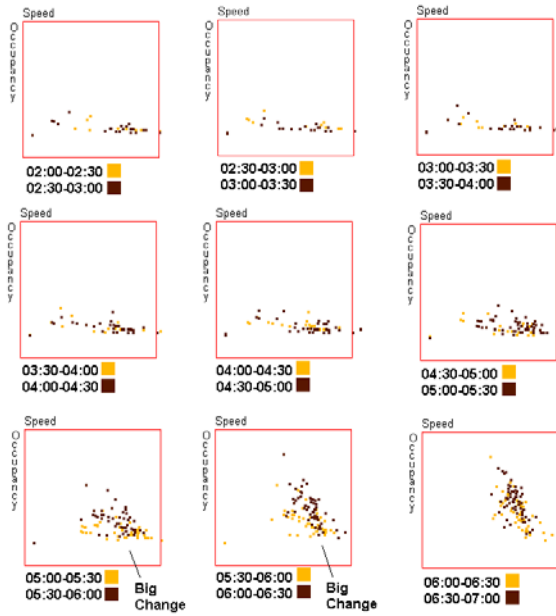 Speed
Speed
Speed
Occupancy
Occupancy
Occupancy
02:00-02:30
02:30-03:00
02:30-03:00
03:00-03:30
03:00-03:30
03:30-04:00
Speed
Speed
Speed
Occupancy
Occupancy
Occupancy
03:30-04:00
04:00-04:30
04:00-04:30
04:30-05:00
04:30-05:00
05:00-05:30
Speed
Speed
Speed
Occupancy
Occupancy
Occupancy
05:00-05:30
05:30-06:00
Big
Change
05:30-06:00
06:00-06:30
Big
Change
06:00-06:30
06:30-07:00